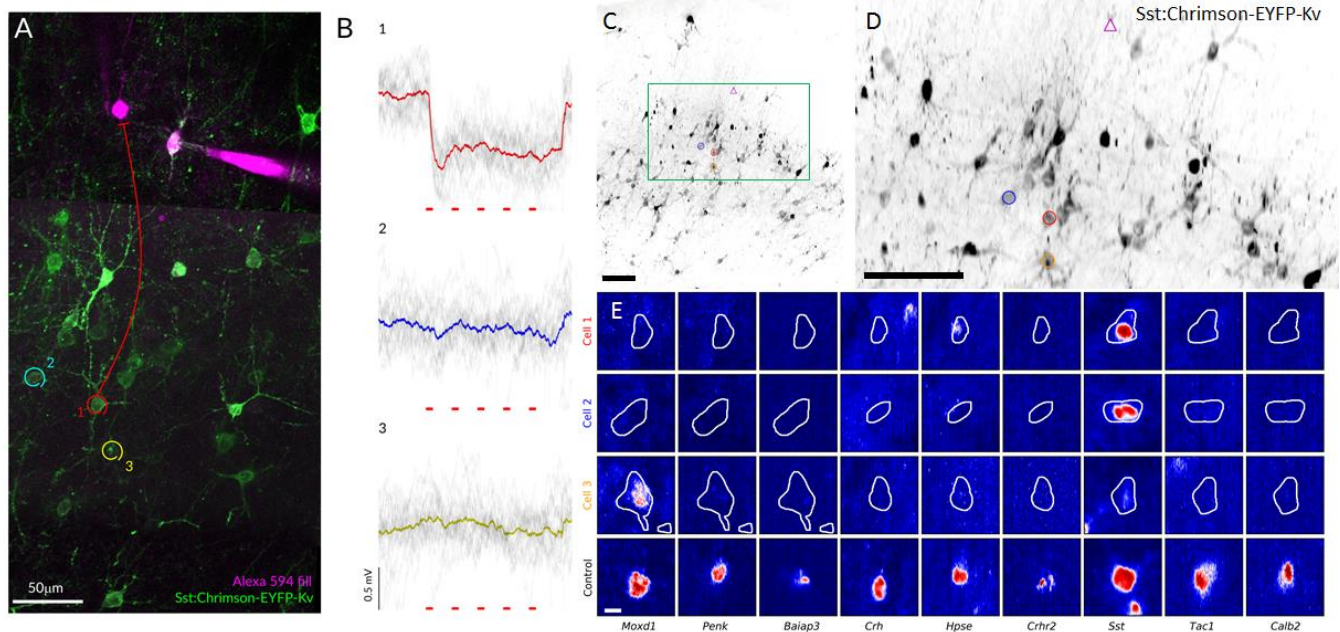 A
2
1
3
50µm
Alexa 594 fill
Sst:Chrimson-EYFP-Kv
B
1
2
3
0.5 mV
C
D
Sst:Chrimson-EYFP-Kv
E
Cell 1
Cell 2
Cell 3
Control
Moxd1 Penk Baiap3 Crh Hpse Crhr2 Sst Tac1 Calb2